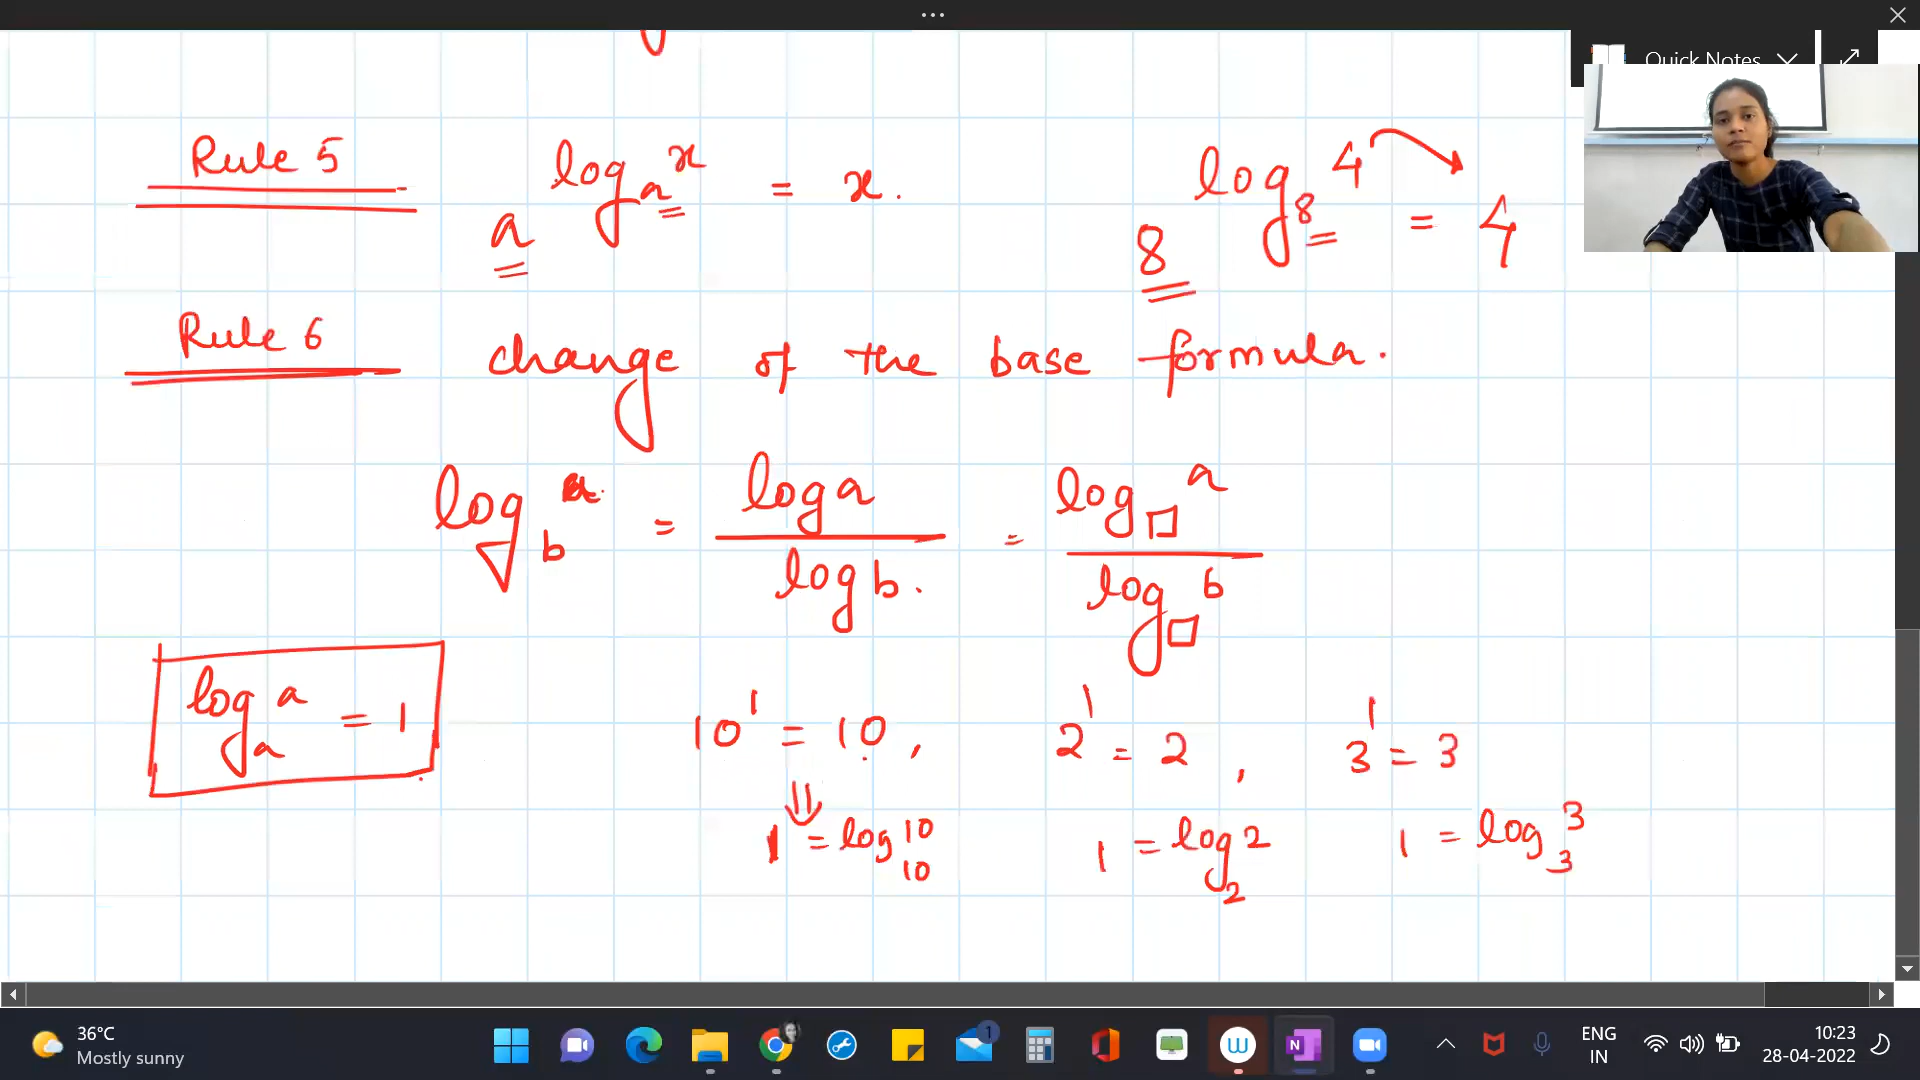 Quick Notes
Rule 5 a^(log_a x) = x. 8^(log_8 4) = 4
Rule 6 change of the base formula.
log_b a = log a / log b. = log_□ a / log_□ b
log_a a = 1 10^1 = 10, 2^1 = 2, 3^1 = 3
⇓
1 = log_10 10 1 = log_2 2 1 = log_3 3
36°C
Mostly sunny
1
ENG
IN
10:23
28-04-2022